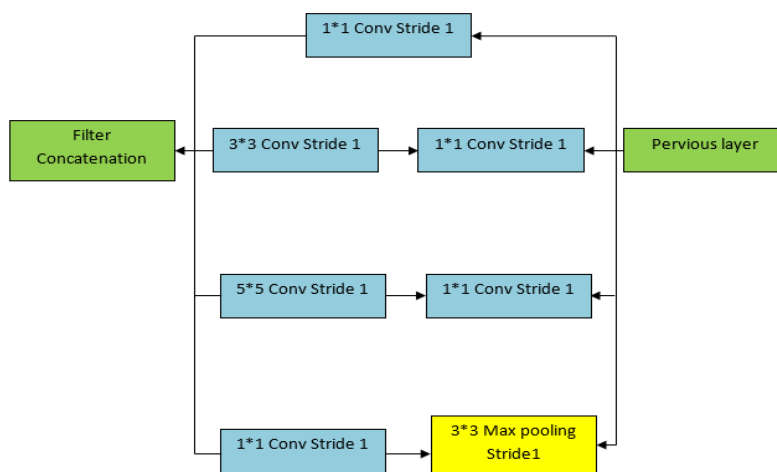 1*1 Conv Stride 1
Filter
Concatenation
3*3 Conv Stride 1
1*1 Conv Stride 1
Pervious layer
5*5 Conv Stride 1
1*1 Conv Stride 1
1*1 Conv Stride 1
3*3 Max pooling
Stride1